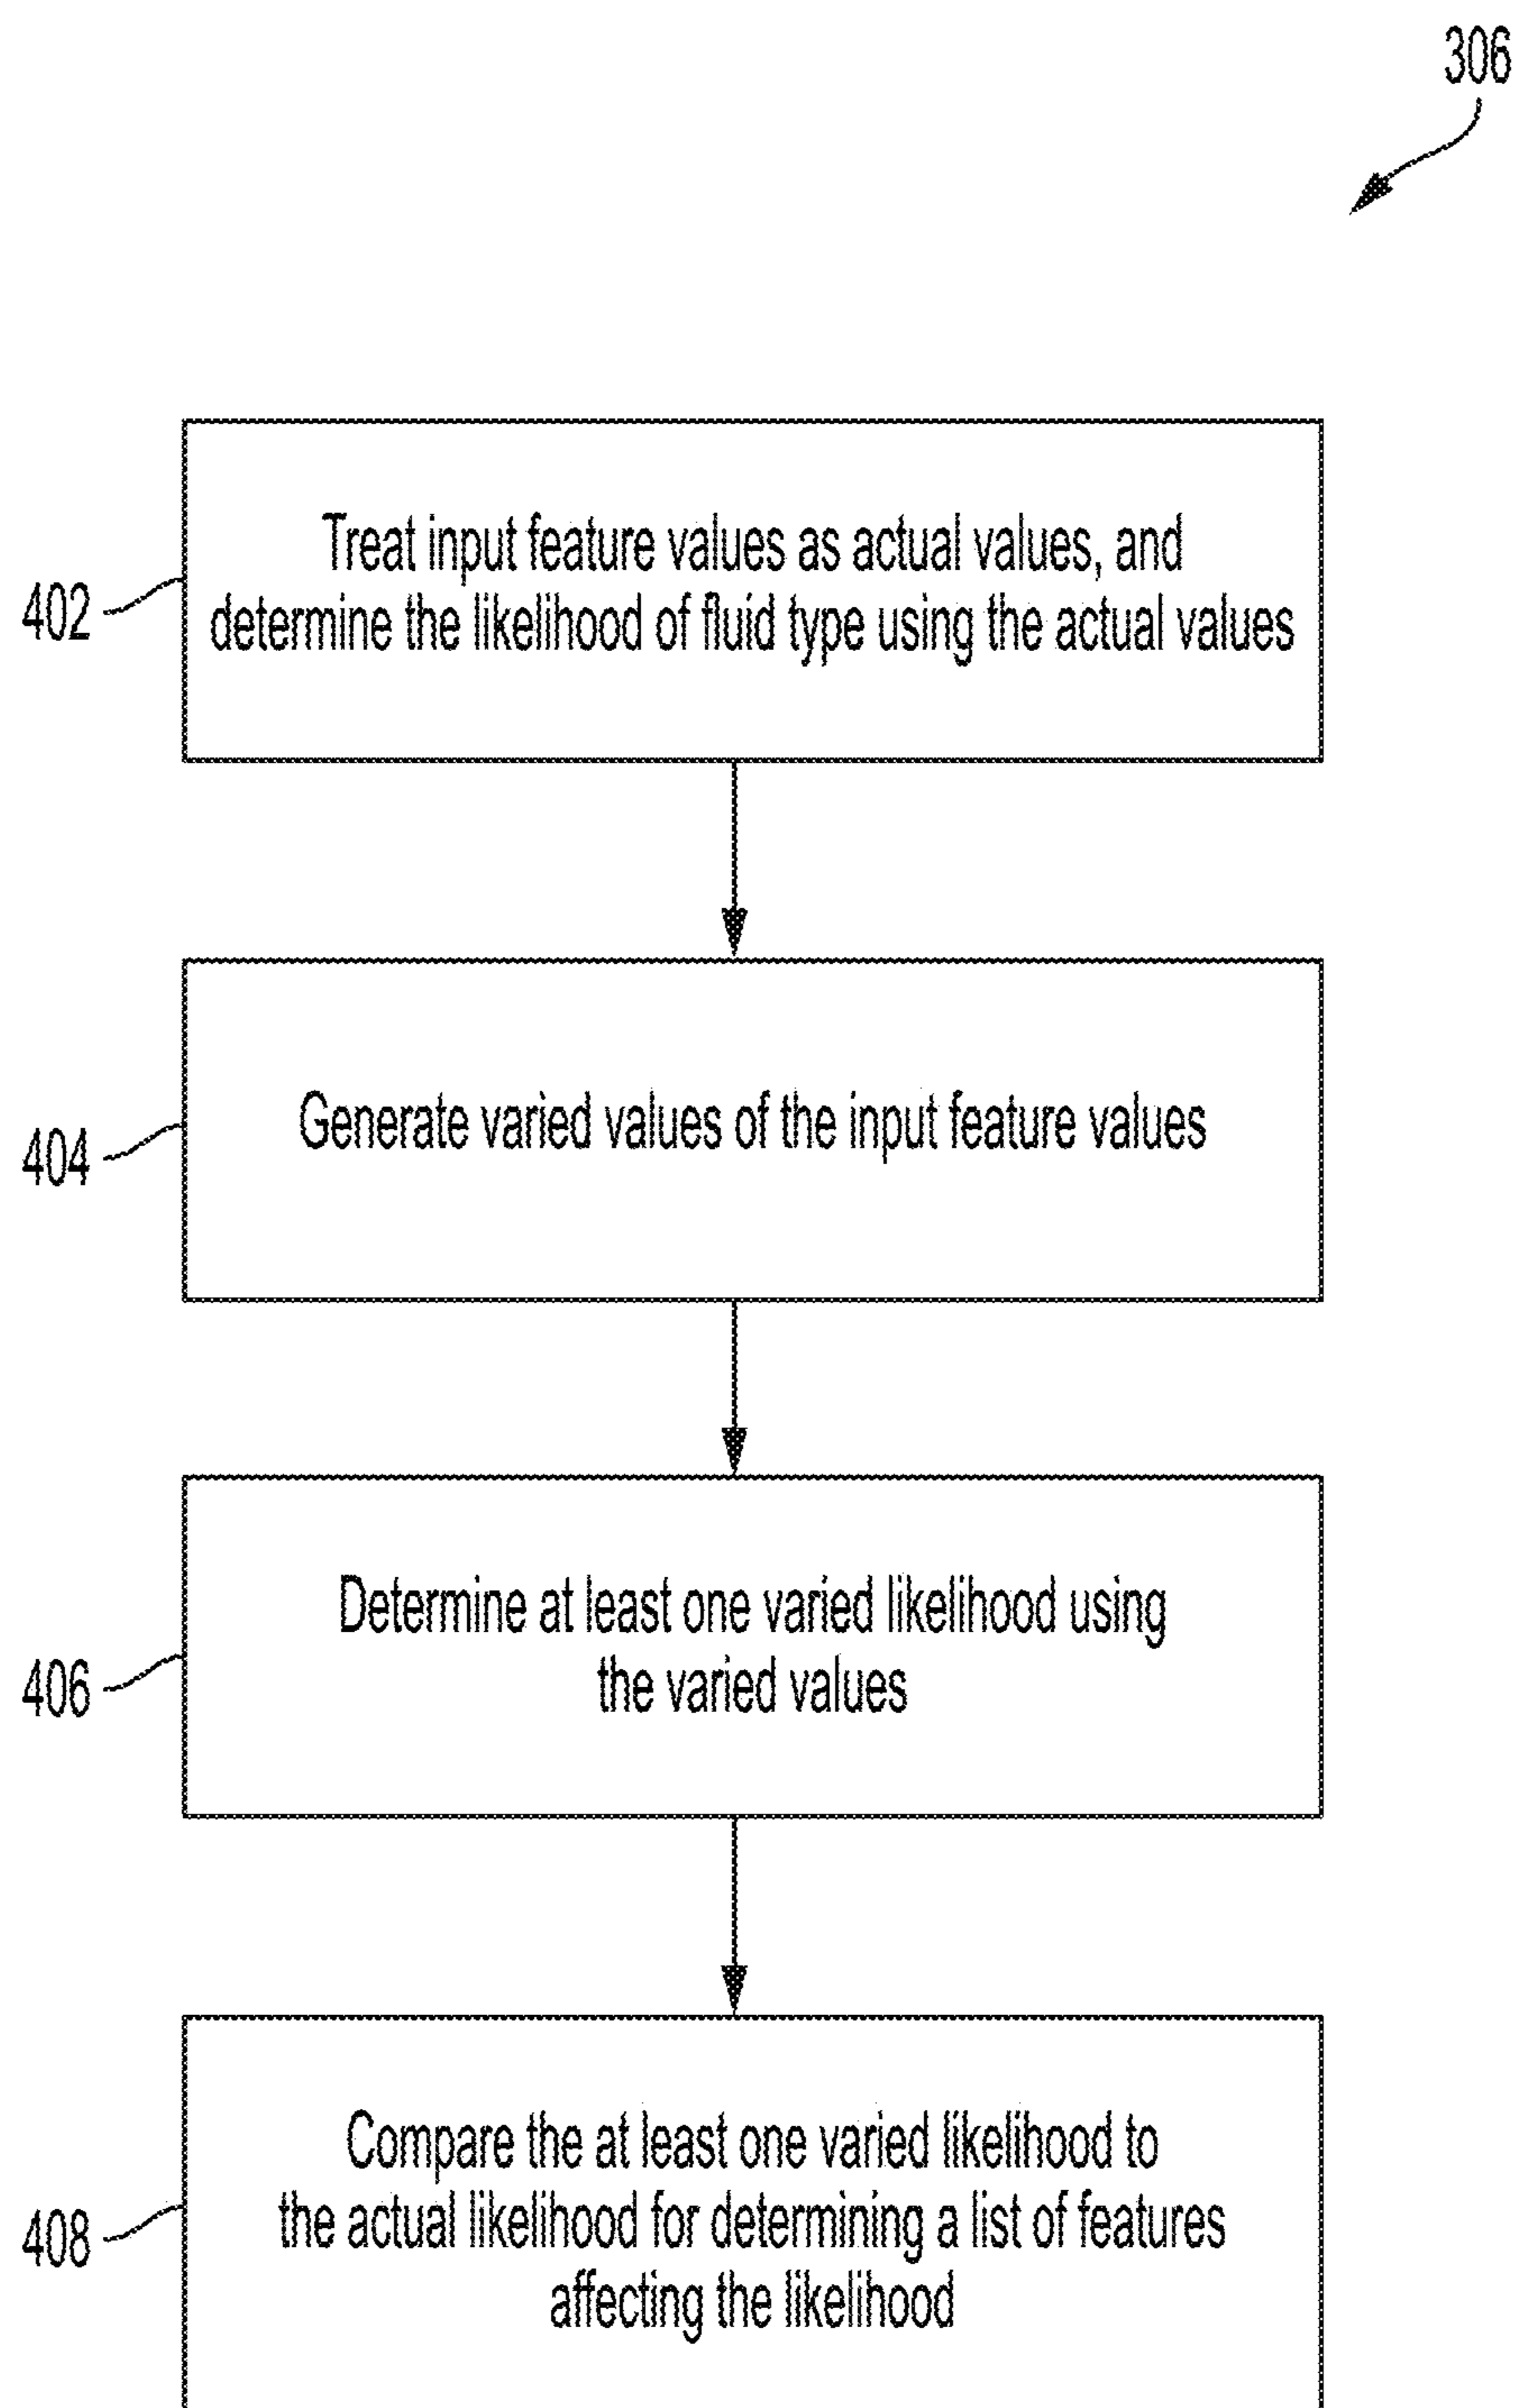 306
402
Treat input feature values as actual values, and
determine the likelihood of fluid type using the actual values
404
Generate varied values of the input feature values
406
Determine at least one varied likelihood using
the varied values
408
Compare the at least one varied likelihood to
the actual likelihood for determining a list of features
affecting the likelihood